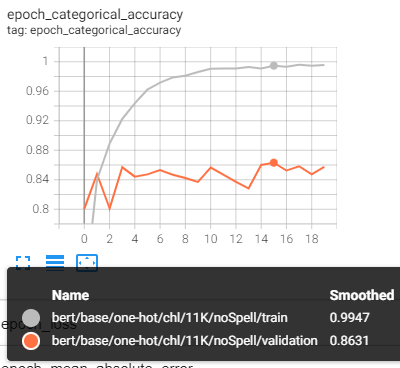 epoch_categorical_accuracy
tag: epoch_categorical_accuracy
1
0.96
0.92
0.88
0.84
0.8
0 2 4 6 8 10 12 14 16 18
Name Smoothed
bert/base/one-hot/chl/11K/noSpell/train 0.9947
bert/base/one-hot/chl/11K/noSpell/validation 0.8631
epoch_loss
epoch_mean_absolute_error